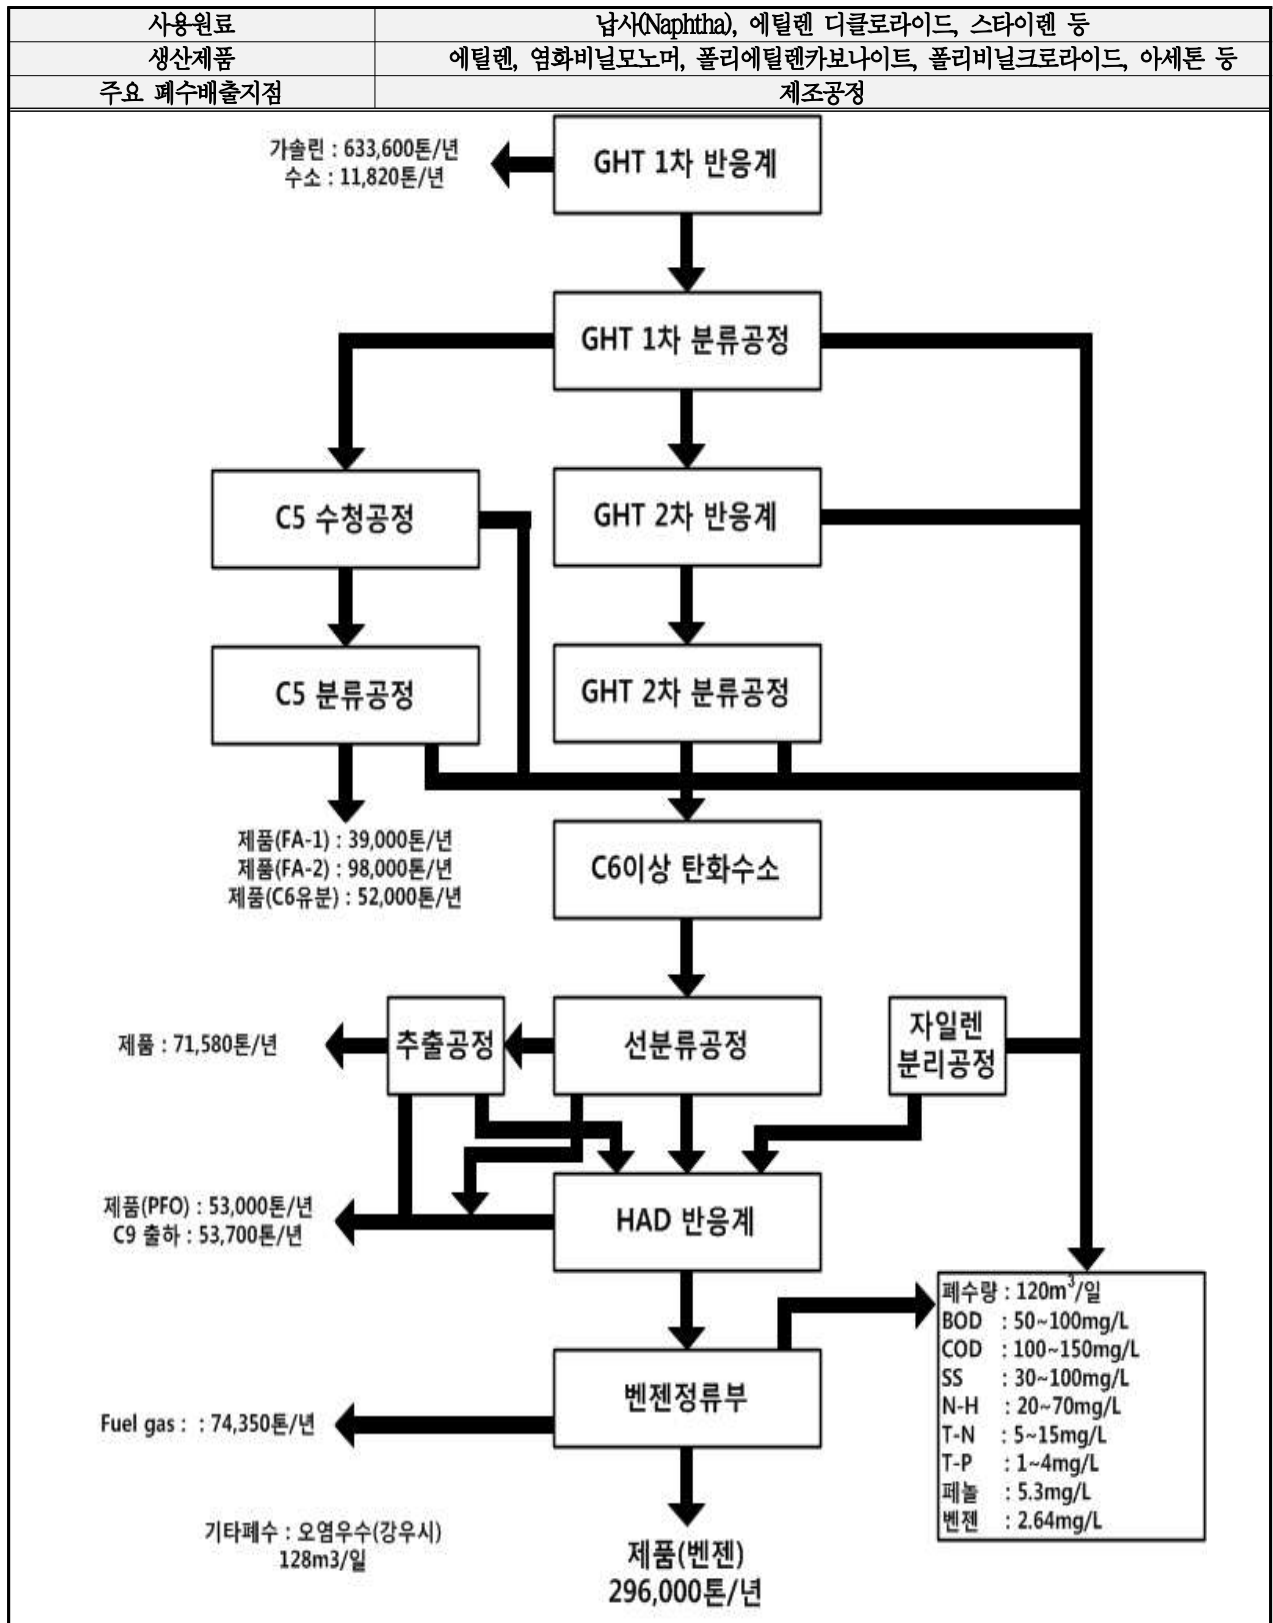 사용원료 납사(Naphtha), 에틸렌 디클로라이드, 스타이렌 등
생산제품 에틸렌, 염화비닐모노머, 폴리에틸렌카보나이트, 폴리비닐크로라이드, 아세톤 등
주요 폐수배출지점 제조공정
가솔린 : 633,600톤/년
수소 : 11,820톤/년
GHT 1차 반응계
GHT 1차 분류공정
C5 수청공정
GHT 2차 반응계
C5 분류공정
GHT 2차 분류공정
제품(FA-1) : 39,000톤/년
제품(FA-2) : 98,000톤/년
제품(C6유분) : 52,000톤/년
C6이상 탄화수소
제품 : 71,580톤/년
추출공정
선분류공정
자일렌
분리공정
제품(PFO) : 53,000톤/년
C9 출하 : 53,700톤/년
HAD 반응계
폐수량 : 120m³/일
BOD : 50~100mg/L
COD : 100~150mg/L
SS : 30~100mg/L
N-H : 20~70mg/L
T-N : 5~15mg/L
T-P : 1~4mg/L
페놀 : 5.3mg/L
벤젠 : 2.64mg/L
벤젠정류부
Fuel gas : : 74,350톤/년
기타폐수 : 오염우수(강우시)
128m3/일
제품(벤젠)
296,000톤/년